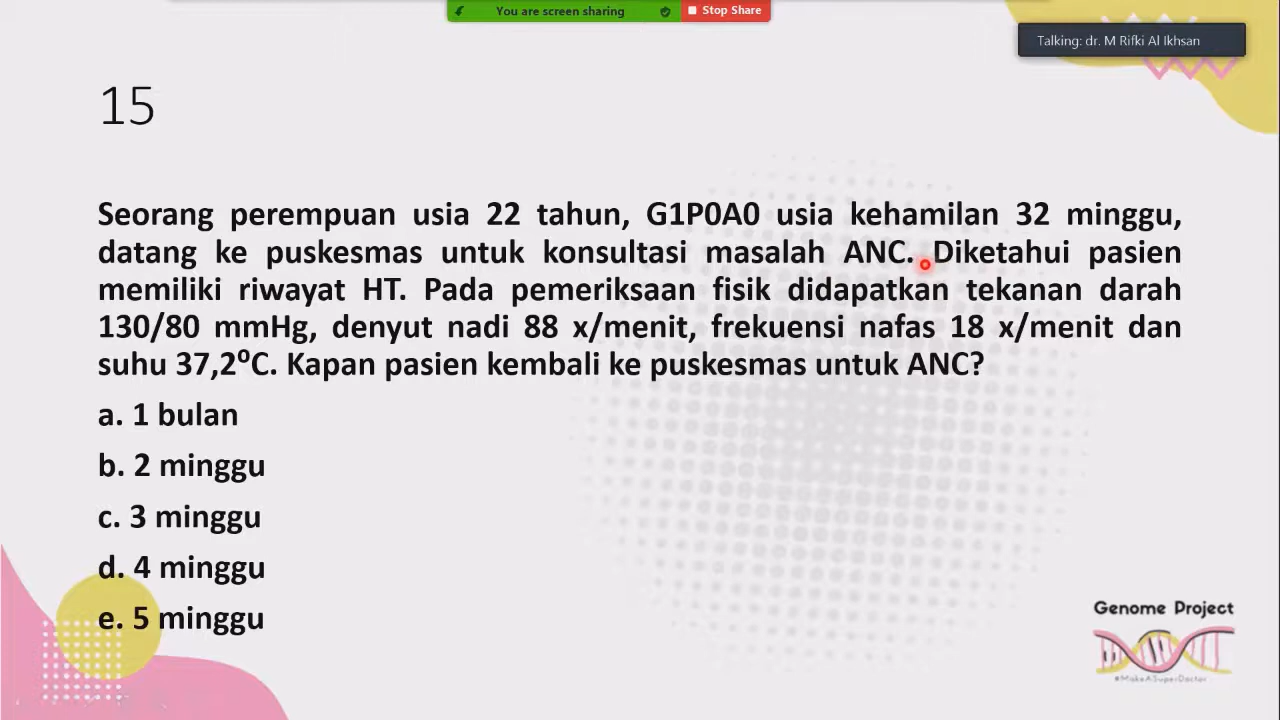 You are screen sharing
Stop Share
Talking: dr. M Rifki Al Ikhsan
15
Seorang perempuan usia 22 tahun, G1P0A0 usia kehamilan 32 minggu,
datang ke puskesmas untuk konsultasi masalah ANC. Diketahui pasien
memiliki riwayat HT. Pada pemeriksaan fisik didapatkan tekanan darah
130/80 mmHg, denyut nadi 88 x/menit, frekuensi nafas 18 x/menit dan
suhu 37,2⁰C. Kapan pasien kembali ke puskesmas untuk ANC?
a. 1 bulan
b. 2 minggu
c. 3 minggu
d. 4 minggu
e. 5 minggu
Genome Project
#MakeASuperDoctor